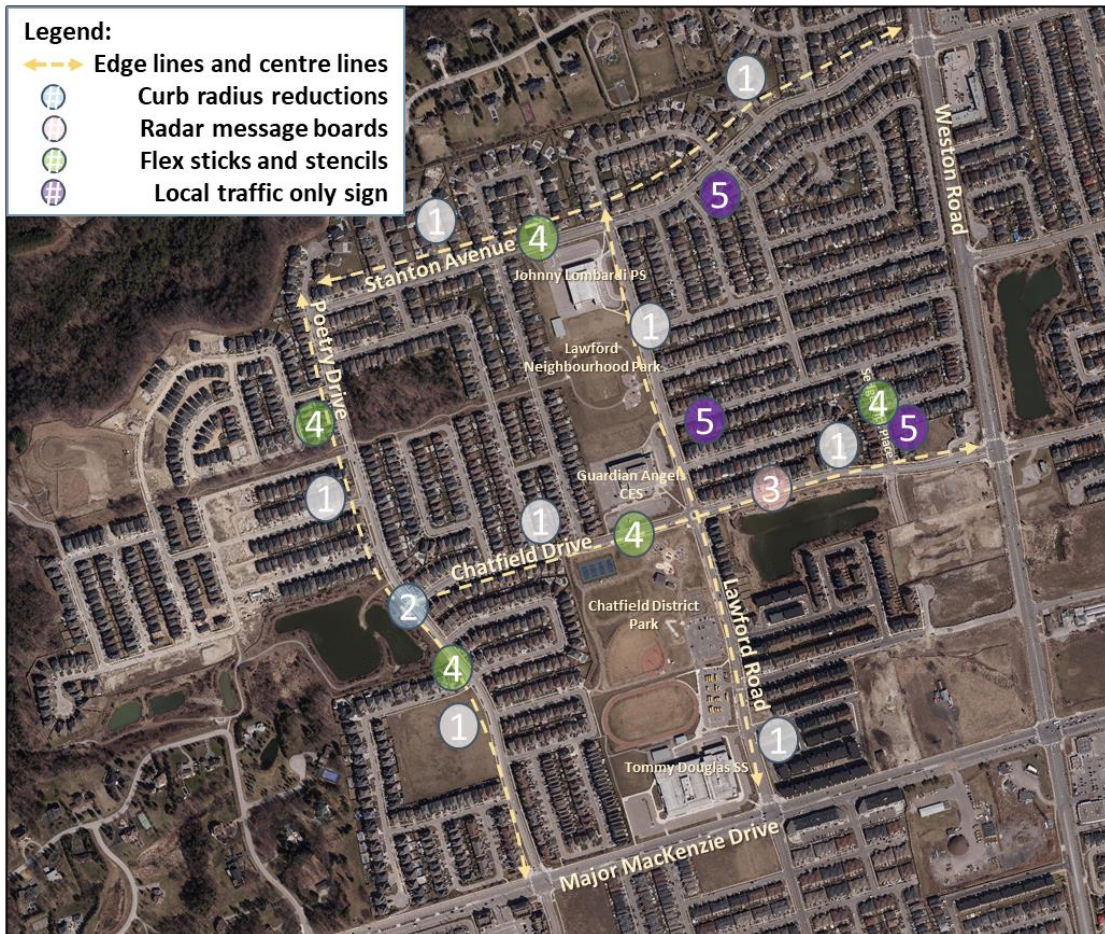 Legend:
Edge lines and centre lines
# Curb radius reductions
# Radar message boards
# Flex sticks and stencils
# Local traffic only sign
1
Weston Road
5
1
4
Stanton Avenue
Johnny Lombardi PS
Poetry Drive
1
Lawford
Neighbourhood Park
4
Place
5
4
5
1
Guardian Angels
CES
3
1
1
4
Chatfield Drive
2
Chatfield District
Park
Lawford Road
4
1
1
Tommy Douglas SS
Major MacKenzie Drive